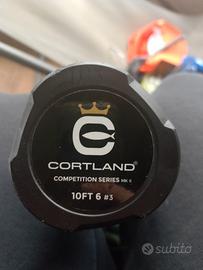 CORTLAND®
COMPETITION SERIES MK II
10FT 6 #3
subito